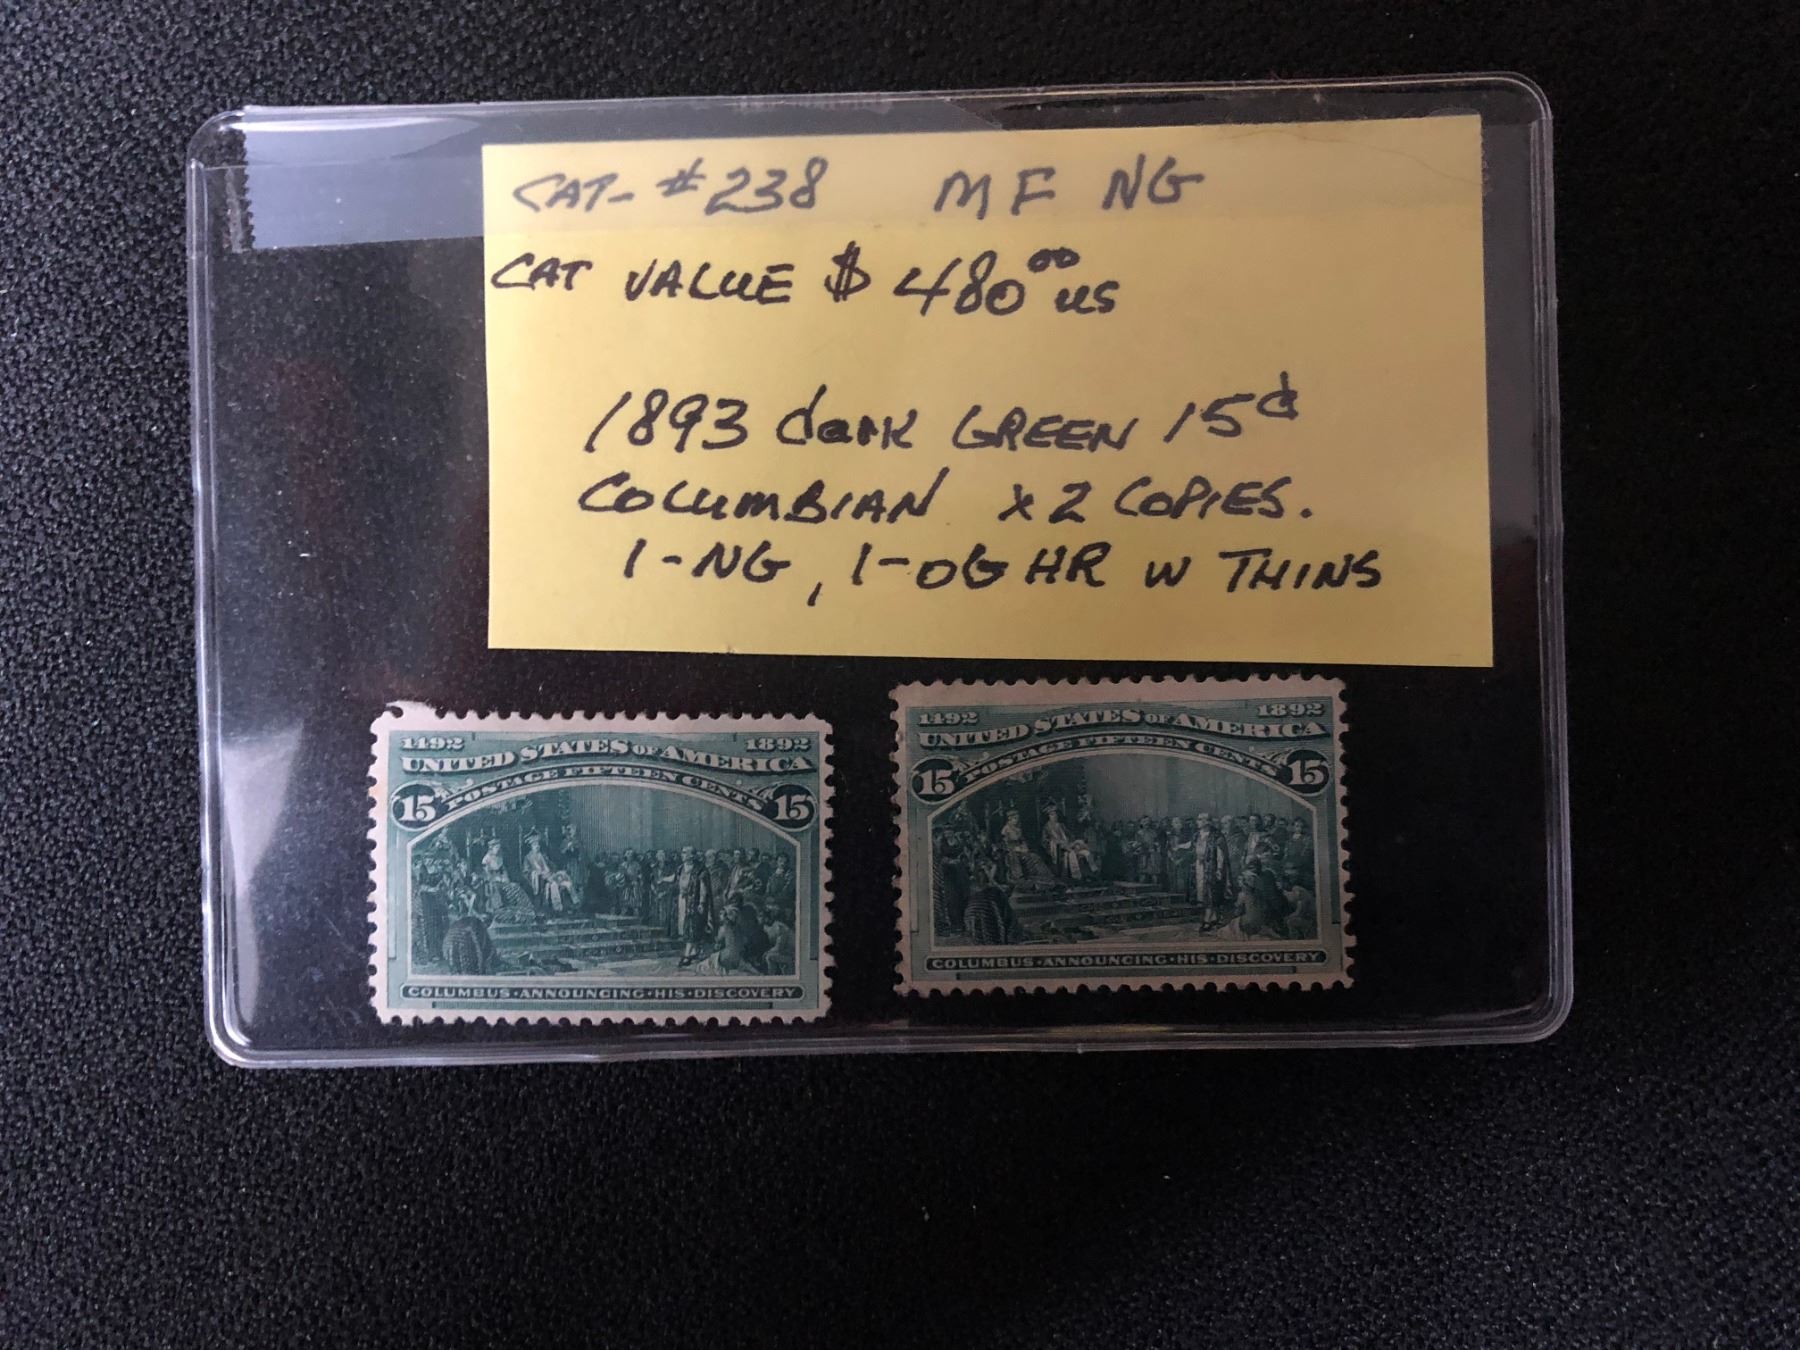 CAT- #238 MF NG
CAT VALUE $480.00 US
1893 dark GREEN 15¢
COLUMBIAN x 2 COPIES.
1-NG, 1-OG HR W THINS
1492 1892
UNITED STATES OF AMERICA
POSTAGE FIFTEEN CENTS
15 15
COLUMBUS·ANNOUNCING·HIS·DISCOVERY
1492 1892
UNITED STATES OF AMERICA
POSTAGE FIFTEEN CENTS
15 15
COLUMBUS·ANNOUNCING·HIS·DISCOVERY